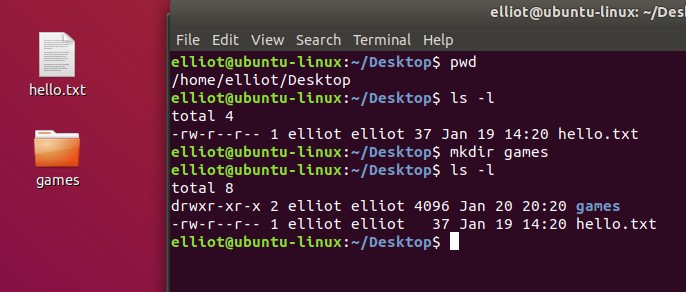 elliot@ubuntu-linux: ~/Desk
File Edit View Search Terminal Help
hello.txt
games
elliot@ubuntu-linux:~/Desktop$ pwd
/home/elliot/Desktop
elliot@ubuntu-linux:~/Desktop$ ls -l
total 4
-rw-r--r-- 1 elliot elliot 37 Jan 19 14:20 hello.txt
elliot@ubuntu-linux:~/Desktop$ mkdir games
elliot@ubuntu-linux:~/Desktop$ ls -l
total 8
drwxr-xr-x 2 elliot elliot 4096 Jan 20 20:20 games
-rw-r--r-- 1 elliot elliot   37 Jan 19 14:20 hello.txt
elliot@ubuntu-linux:~/Desktop$